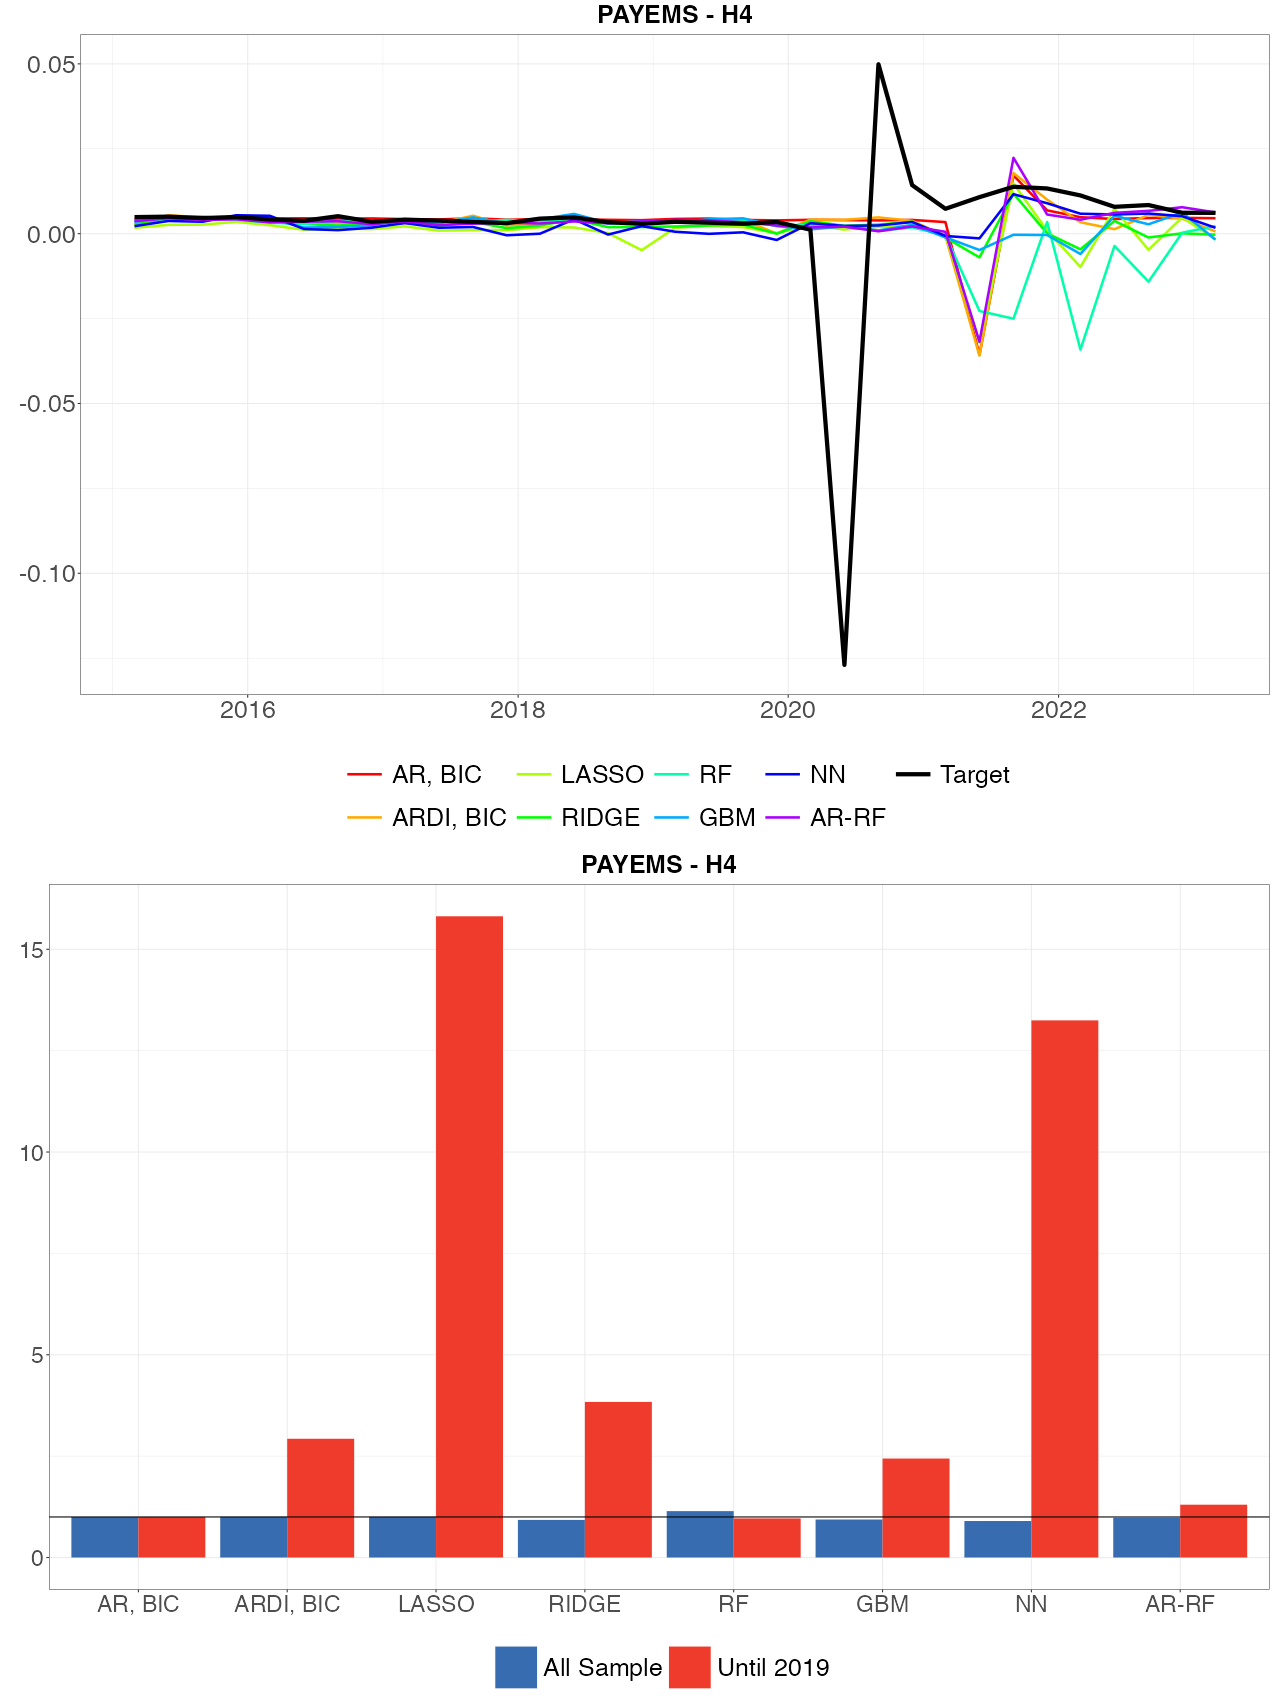 PAYEMS - H4
0.05
0.00
-0.05
-0.10
2016 2018 2020 2022
AR, BIC LASSO RF NN Target
ARDI, BIC RIDGE GBM AR-RF
PAYEMS - H4
15
10
5
0
AR, BIC ARDI, BIC LASSO RIDGE RF GBM NN AR-RF
All Sample Until 2019